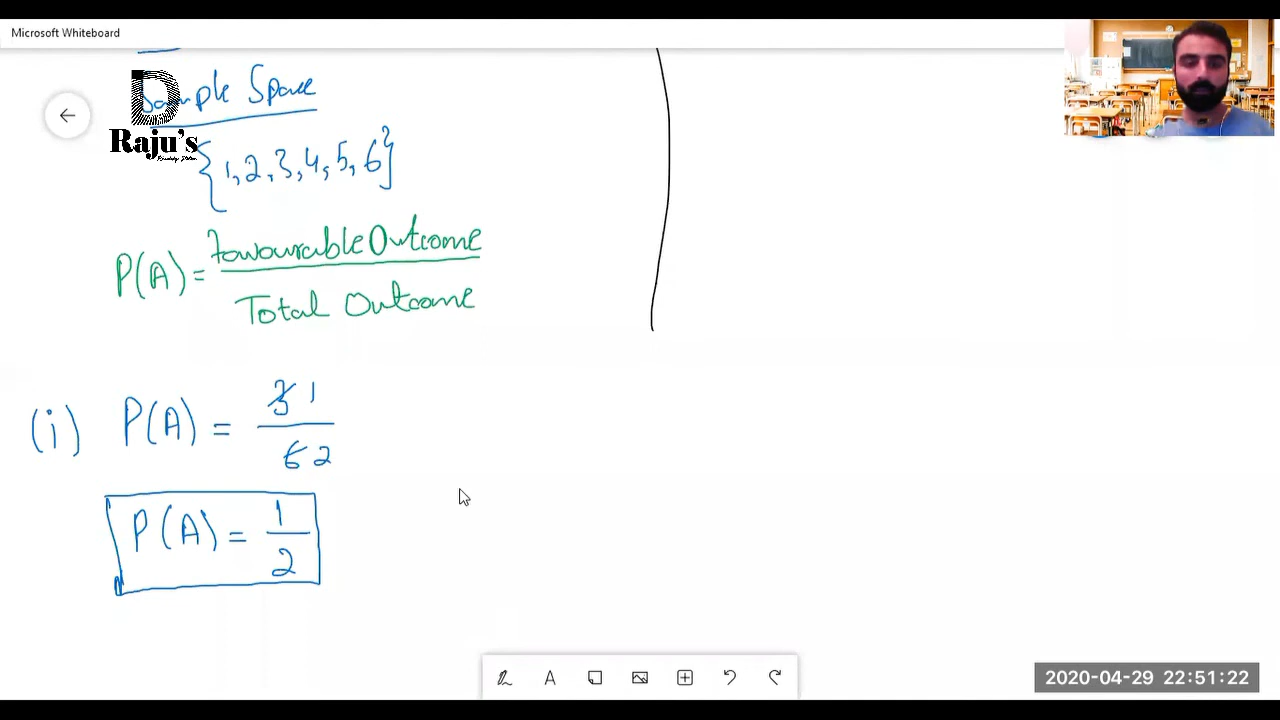 Microsoft Whiteboard
Sample Space
D
Raju's
{1,2,3,4,5,6}
P(A) = Favourable Outcome
Total Outcome
(i) P(A) = 3 1
6 2
P(A) = 1
2
A
2020-04-29 22:51:22